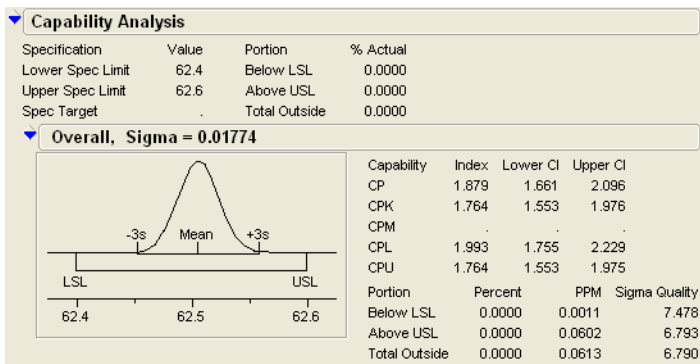 Capability Analysis
Specification Value Portion % Actual
Lower Spec Limit 62.4 Below LSL 0.0000
Upper Spec Limit 62.6 Above USL 0.0000
Spec Target . Total Outside 0.0000
Overall, Sigma = 0.01774
-3s Mean +3s
LSL USL
62.4 62.5 62.6
Capability Index Lower CI Upper CI
CP 1.879 1.661 2.096
CPK 1.764 1.553 1.976
CPM . . .
CPL 1.993 1.755 2.229
CPU 1.764 1.553 1.975
Portion Percent PPM Sigma Quality
Below LSL 0.0000 0.0011 7.478
Above USL 0.0000 0.0602 6.793
Total Outside 0.0000 0.0613 6.790